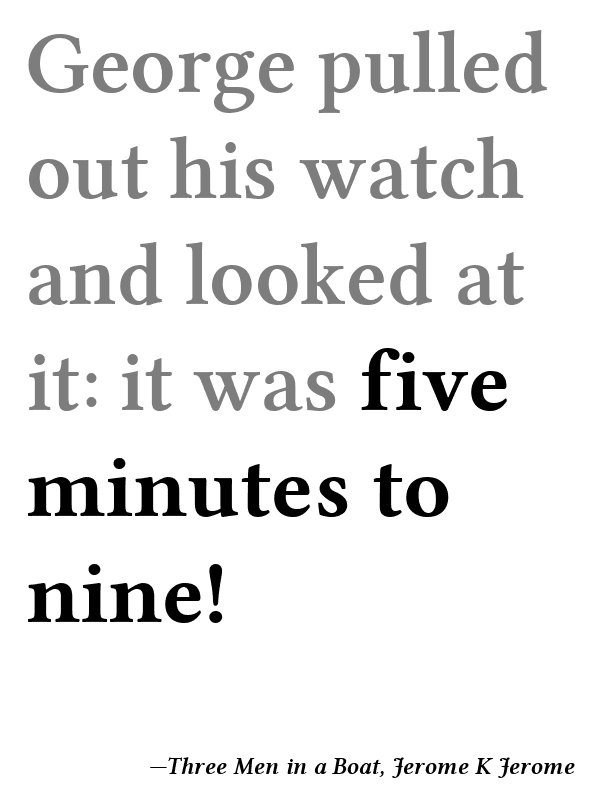 George pulled
out his watch
and looked at
it: it was five
minutes to
nine!
—Three Men in a Boat, Jerome K Jerome